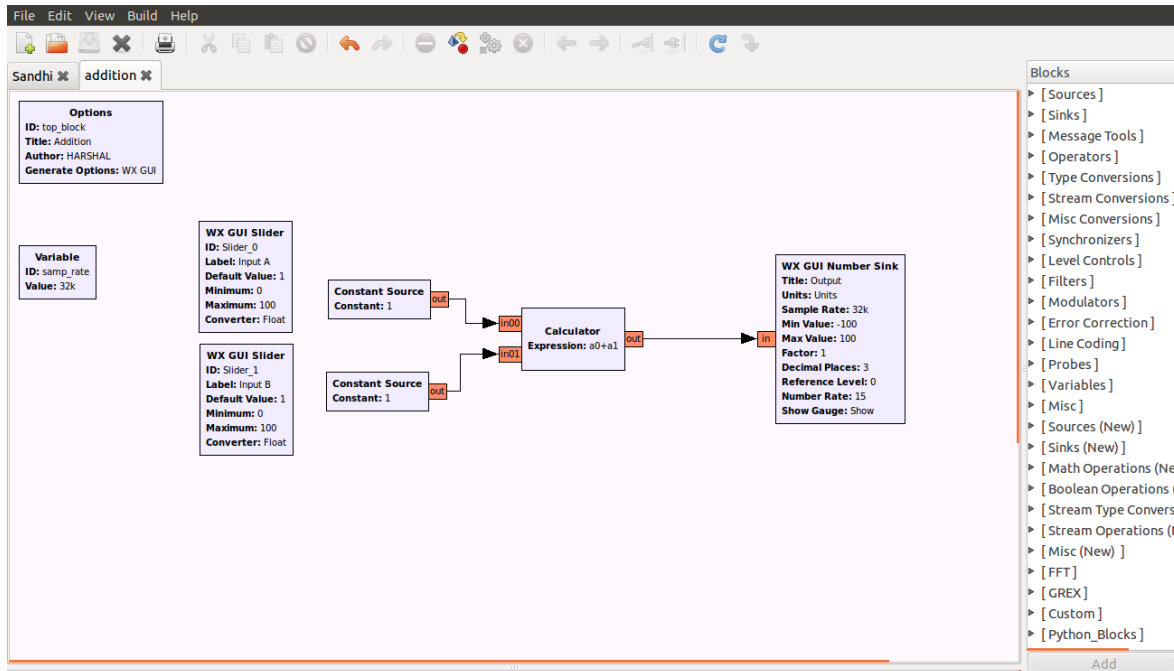 File Edit View Build Help
Sandhi addition
Options
ID: top_block
Title: Addition
Author: HARSHAL
Generate Options: WX GUI
Variable
ID: samp_rate
Value: 32k
WX GUI Slider
ID: Slider_0
Label: Input A
Default Value: 1
Minimum: 0
Maximum: 100
Converter: Float
WX GUI Slider
ID: Slider_1
Label: Input B
Default Value: 1
Minimum: 0
Maximum: 100
Converter: Float
Constant Source
Constant: 1
out
Constant Source
Constant: 1
out
in00
in01
Calculator
Expression: a0+a1
out
in
WX GUI Number Sink
Title: Output
Units: Units
Sample Rate: 32k
Min Value: -100
Max Value: 100
Factor: 1
Decimal Places: 3
Reference Level: 0
Number Rate: 15
Show Gauge: Show
Blocks
[ Sources ]
[ Sinks ]
[ Message Tools ]
[ Operators ]
[ Type Conversions ]
[ Stream Conversions ]
[ Misc Conversions ]
[ Synchronizers ]
[ Level Controls ]
[ Filters ]
[ Modulators ]
[ Error Correction ]
[ Line Coding ]
[ Probes ]
[ Variables ]
[ Misc ]
[ Sources (New) ]
[ Sinks (New) ]
[ Math Operations (Ne
[ Boolean Operations (
[ Stream Type Convers
[ Stream Operations (
[ Misc (New) ]
[ FFT ]
[ GREX ]
[ Custom ]
[ Python_Blocks ]
Add